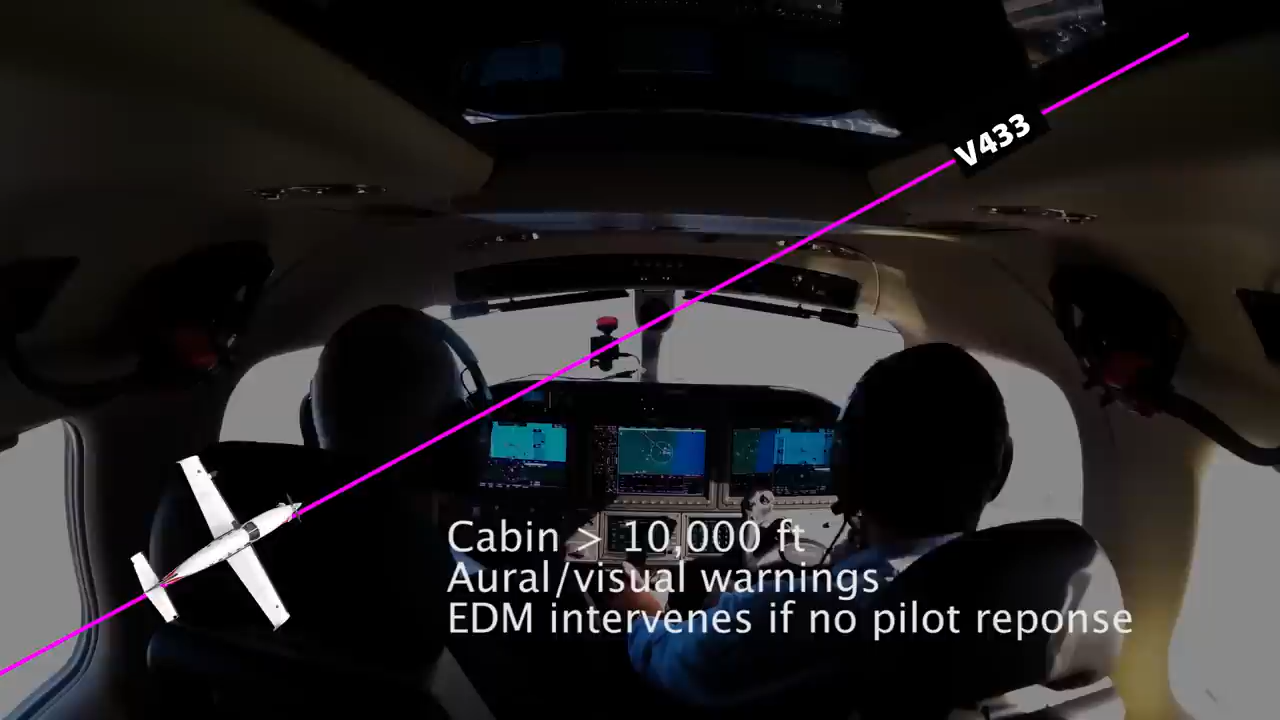 V433
Cabin > 10,000 ft
Aural/visual warnings
EDM intervenes if no pilot reponse